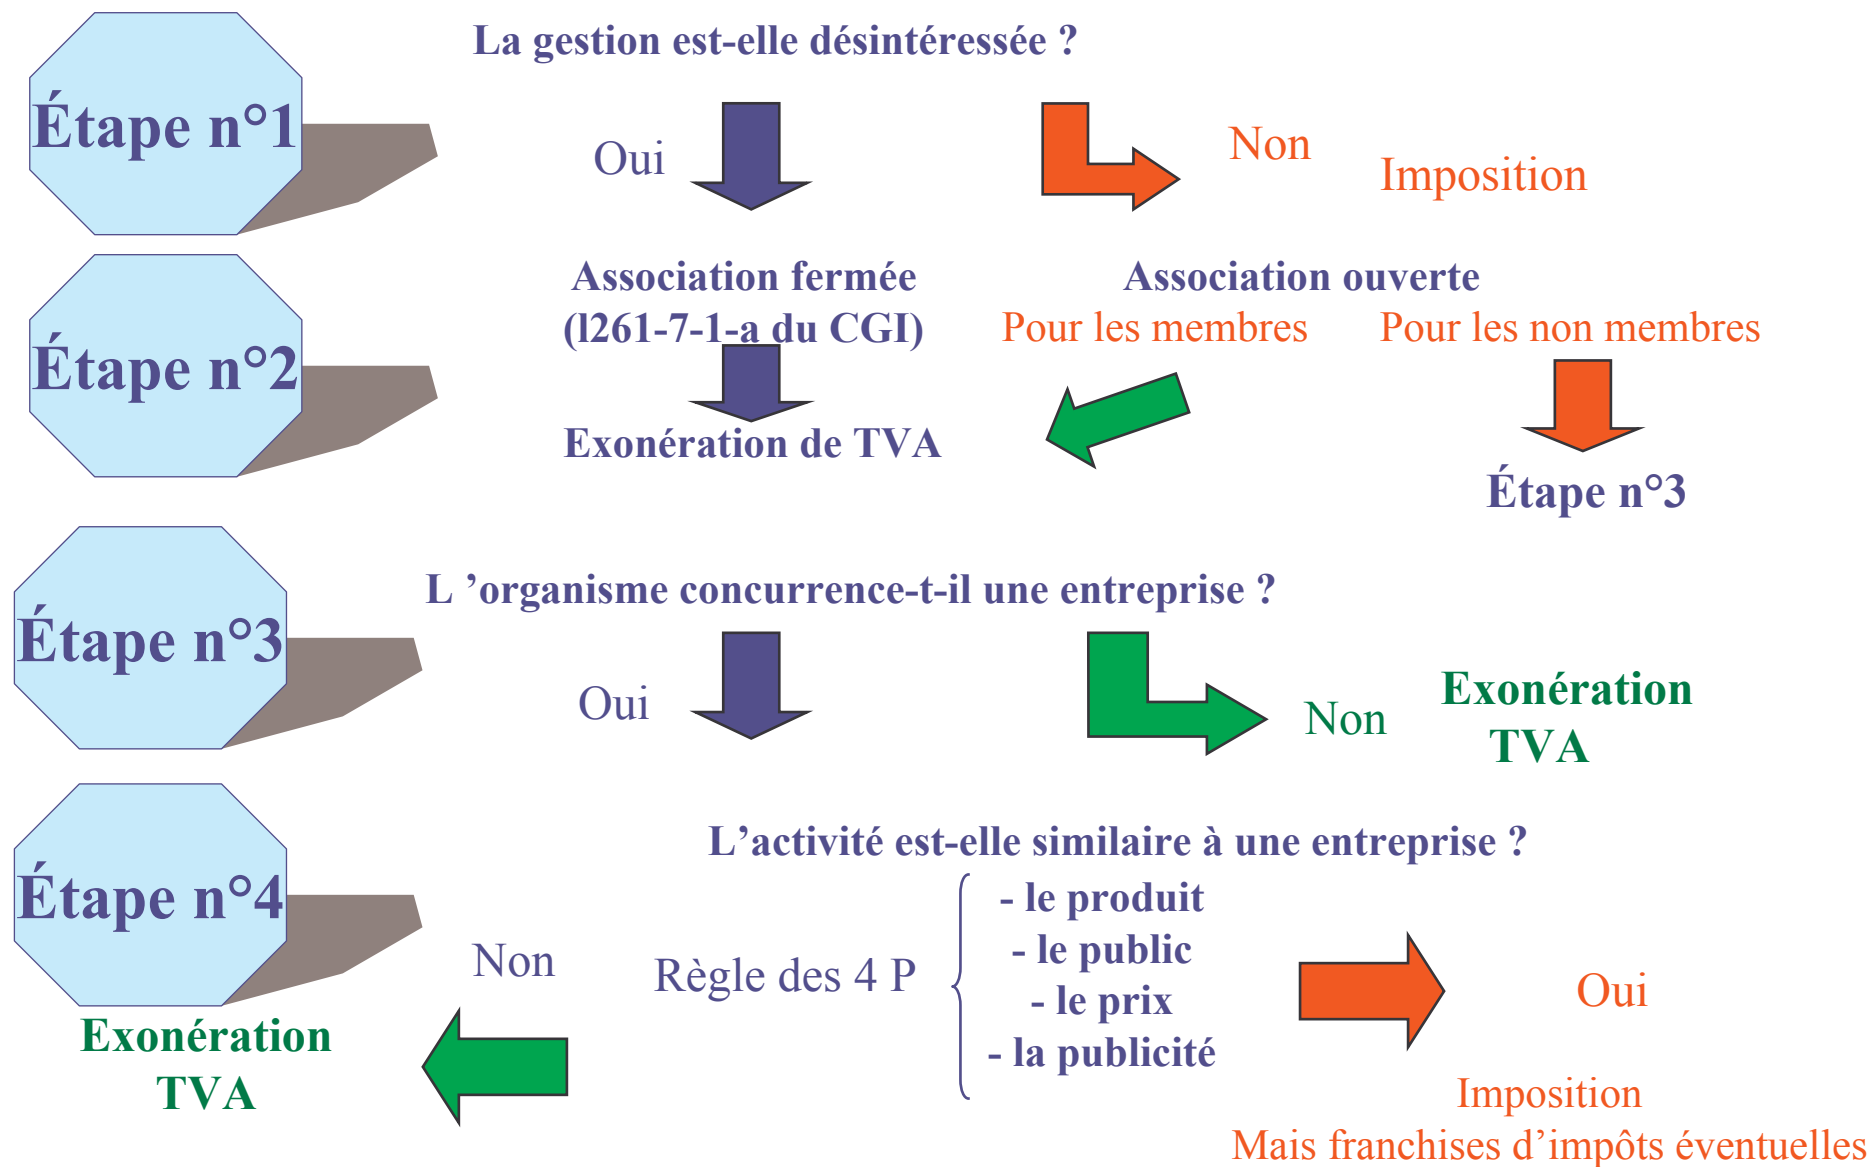 La gestion est-elle désintéressée ?
Étape n°1
Oui
Non
Imposition
Étape n°2
Association fermée
(l261-7-1-a du CGI)
Association ouverte
Pour les membres
Pour les non membres
Exonération de TVA
Étape n°3
Étape n°3
L ’organisme concurrence-t-il une entreprise ?
Oui
Non
Exonération
TVA
Étape n°4
L’activité est-elle similaire à une entreprise ?
Règle des 4 P
- le produit
- le public
- le prix
- la publicité
Non
Exonération
TVA
Oui
Imposition
Mais franchises d’impôts éventuelles